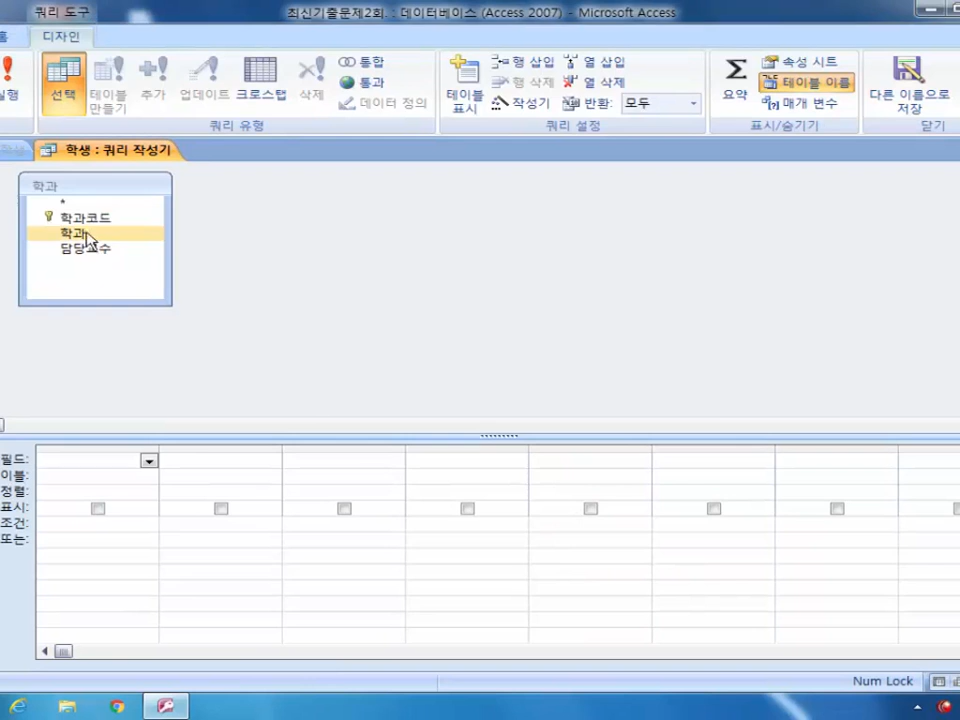 쿼리 도구
최신기출문제2회. : 데이터베이스 (Access 2007) - Microsoft Access
홈
디자인
실행
선택
테이블 만들기
추가
업데이트
크로스탭
삭제
통합
통과
데이터 정의
쿼리 유형
테이블 표시
행 삽입
행 삭제
작성기
열 삽입
열 삭제
반환: 모두
쿼리 설정
요약
속성 시트
테이블 이름
매개 변수
표시/숨기기
다른 이름으로 저장
닫기
학생
학생 : 쿼리 작성기
학과
*
학과코드
학과
담당교수
필드:
이블:
정렬:
표시:
조건:
또는:
Num Lock